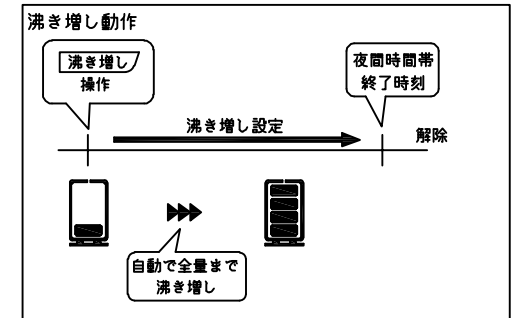 沸き増し動作
沸き増し
操作
夜間時間帯
終了時刻
沸き増し設定
解除
自動で全量まで
沸き増し